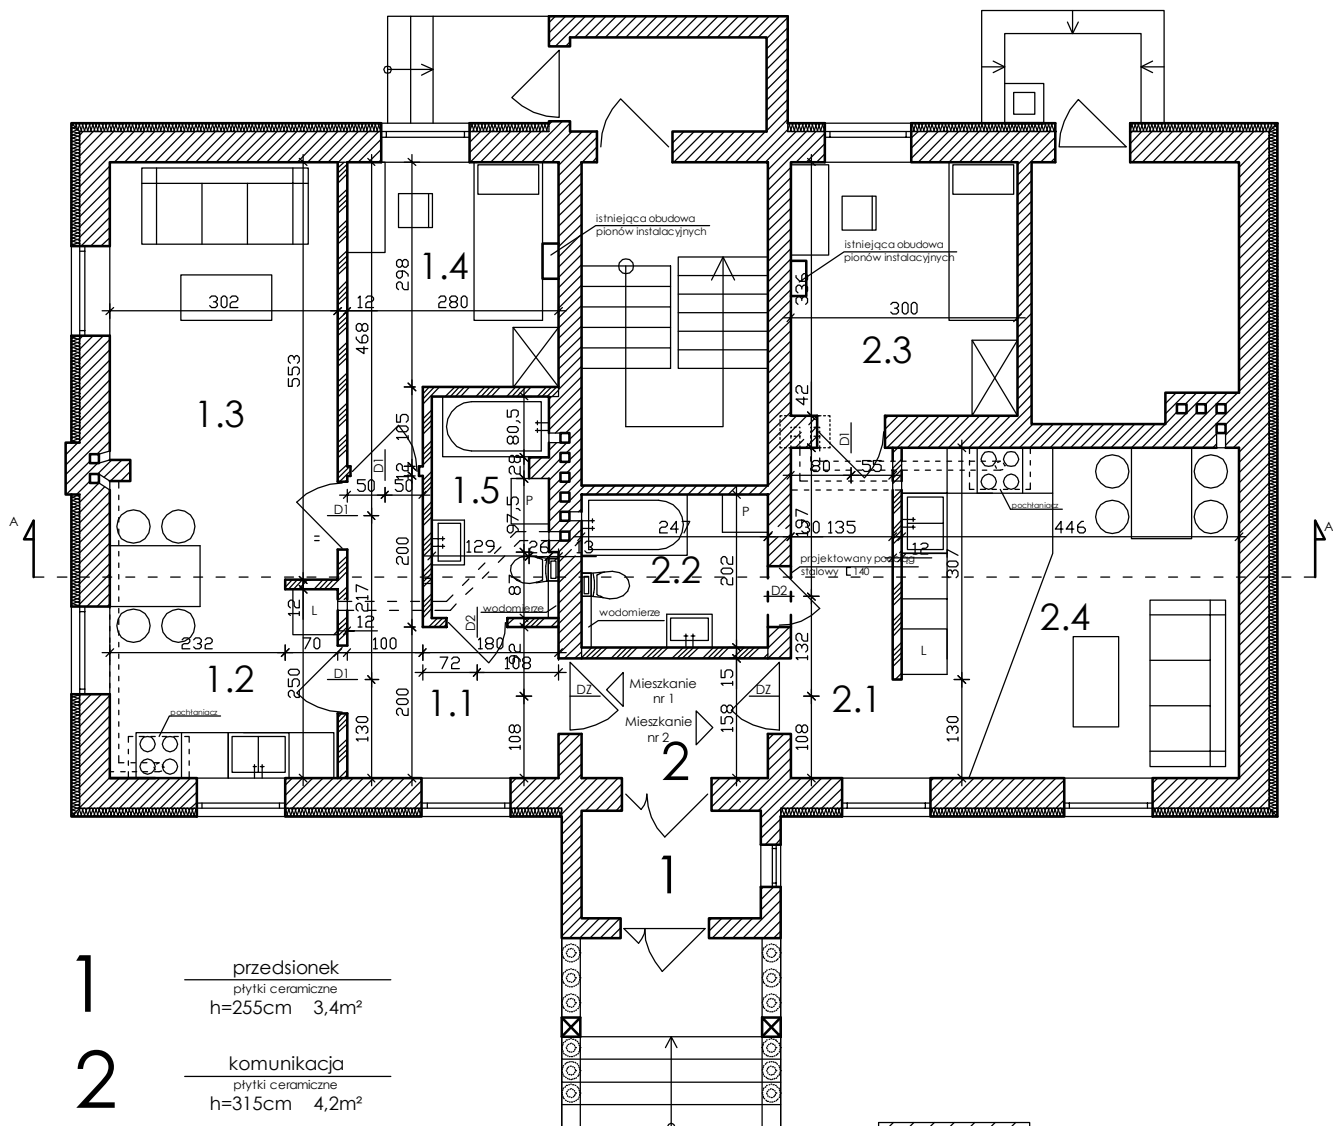 istniejąca obudowa
pionów instalacyjnych
istniejąca obudowa
pionów instalacyjnych
1.4
298
302
12
280
336
300
468
2.3
553
1.3
42
105
80,5
D1
12
28
D1
80
55
50
50
1.5
P
97,5
pochłaniacz
A
D1
247
P
197
30
135
446
A
=
200
129
26
13
projektowany
12
stalowy
140
87
2.2
202
307
12
217
L
wodomierze
wodomierze
D2
12
D2
2.4
232
70
100
180
92
132
L
72
108
1.2
250
D1
DZ
Mieszkanie
nr 1
15
DZ
2.1
pochłaniacz
200
1.1
Mieszkanie
nr 2
158
130
108
2
108
130
1
1
przedsionek
płytki ceramiczne
h=255cm 3,4m²
2
komunikacja
płytki ceramiczne
h=315cm 4,2m²